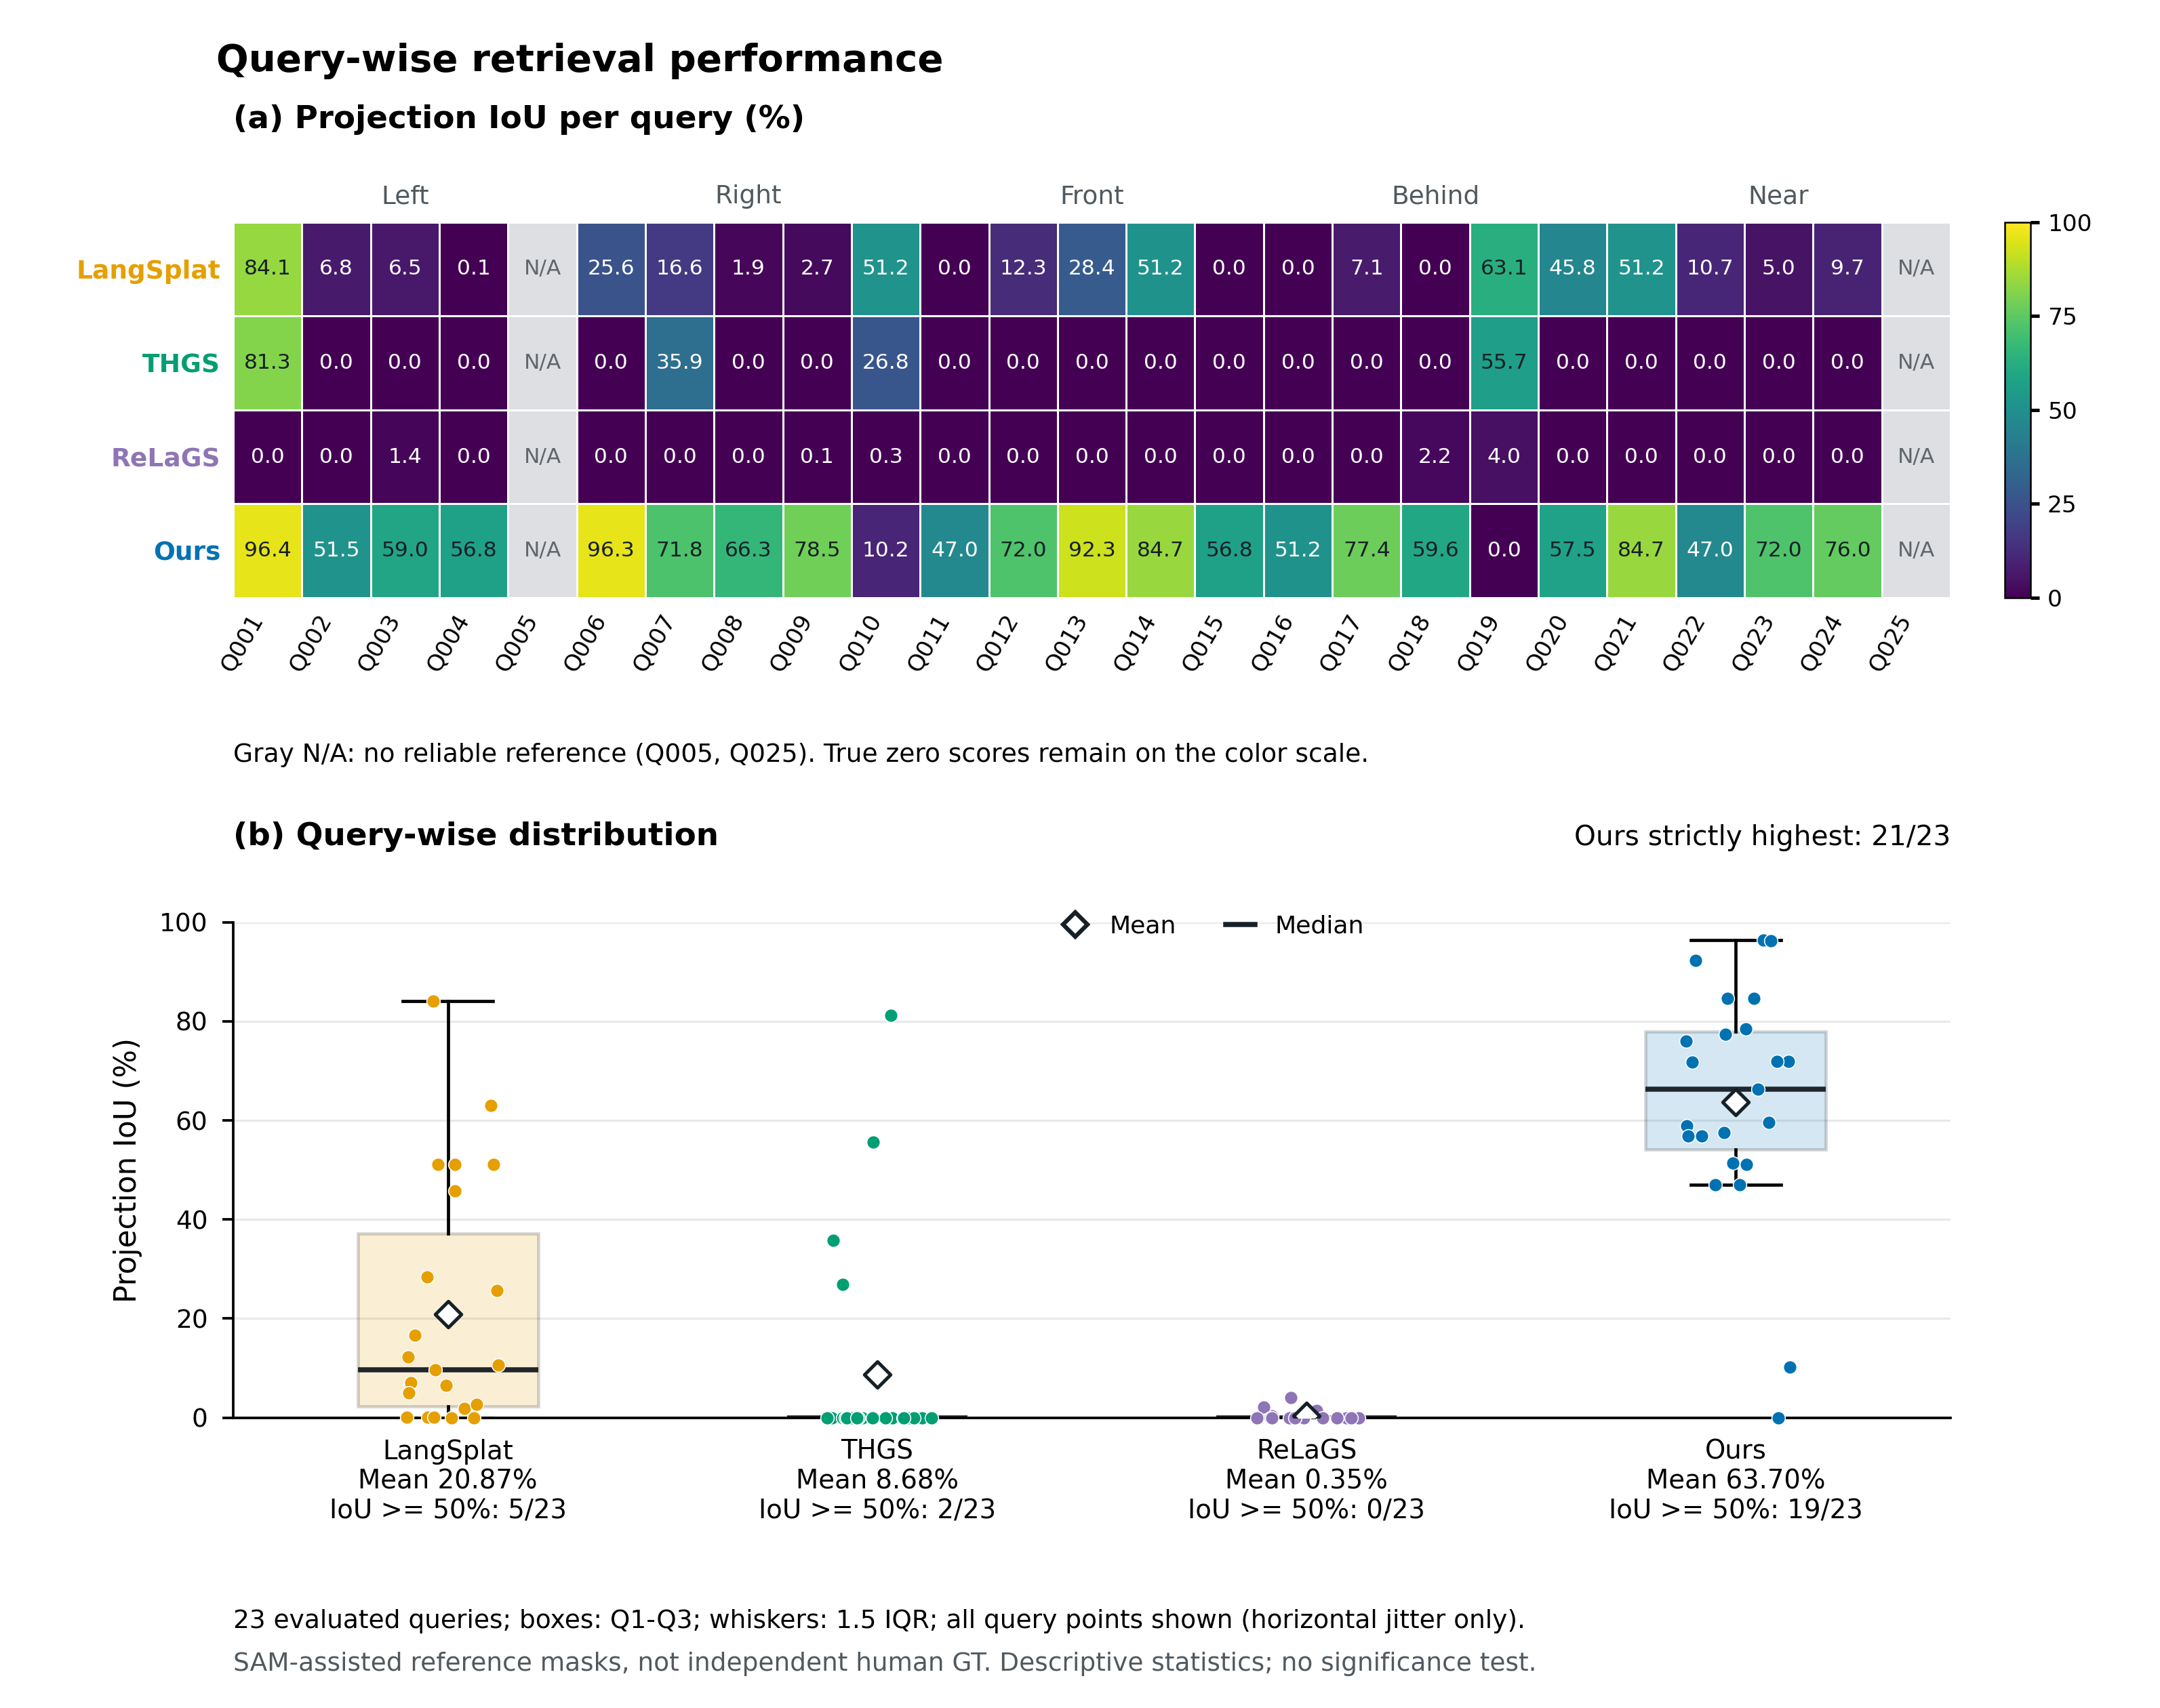 Query-wise retrieval performance
(a) Projection IoU per query (%)
Left Right Front Behind Near
LangSplat 84.1 6.8 6.5 0.1 N/A 25.6 16.6 1.9 2.7 51.2 0.0 12.3 28.4 51.2 0.0 0.0 7.1 0.0 63.1 45.8 51.2 10.7 5.0 9.7 N/A
THGS 81.3 0.0 0.0 0.0 N/A 0.0 35.9 0.0 0.0 26.8 0.0 0.0 0.0 0.0 0.0 0.0 0.0 0.0 55.7 0.0 0.0 0.0 0.0 0.0 N/A
ReLaGS 0.0 0.0 1.4 0.0 N/A 0.0 0.0 0.0 0.1 0.3 0.0 0.0 0.0 0.0 0.0 0.0 0.0 2.2 4.0 0.0 0.0 0.0 0.0 0.0 N/A
Ours 96.4 51.5 59.0 56.8 N/A 96.3 71.8 66.3 78.5 10.2 47.0 72.0 92.3 84.7 56.8 51.2 77.4 59.6 0.0 57.5 84.7 47.0 72.0 76.0 N/A
Q001 Q002 Q003 Q004 Q005 Q006 Q007 Q008 Q009 Q010 Q011 Q012 Q013 Q014 Q015 Q016 Q017 Q018 Q019 Q020 Q021 Q022 Q023 Q024 Q025
100
75
50
25
0
Gray N/A: no reliable reference (Q005, Q025). True zero scores remain on the color scale.
(b) Query-wise distribution
Ours strictly highest: 21/23
Mean Median
Projection IoU (%)
100
80
60
40
20
0
LangSplat
Mean 20.87%
IoU >= 50%: 5/23
THGS
Mean 8.68%
IoU >= 50%: 2/23
ReLaGS
Mean 0.35%
IoU >= 50%: 0/23
Ours
Mean 63.70%
IoU >= 50%: 19/23
23 evaluated queries; boxes: Q1-Q3; whiskers: 1.5 IQR; all query points shown (horizontal jitter only).
SAM-assisted reference masks, not independent human GT. Descriptive statistics; no significance test.